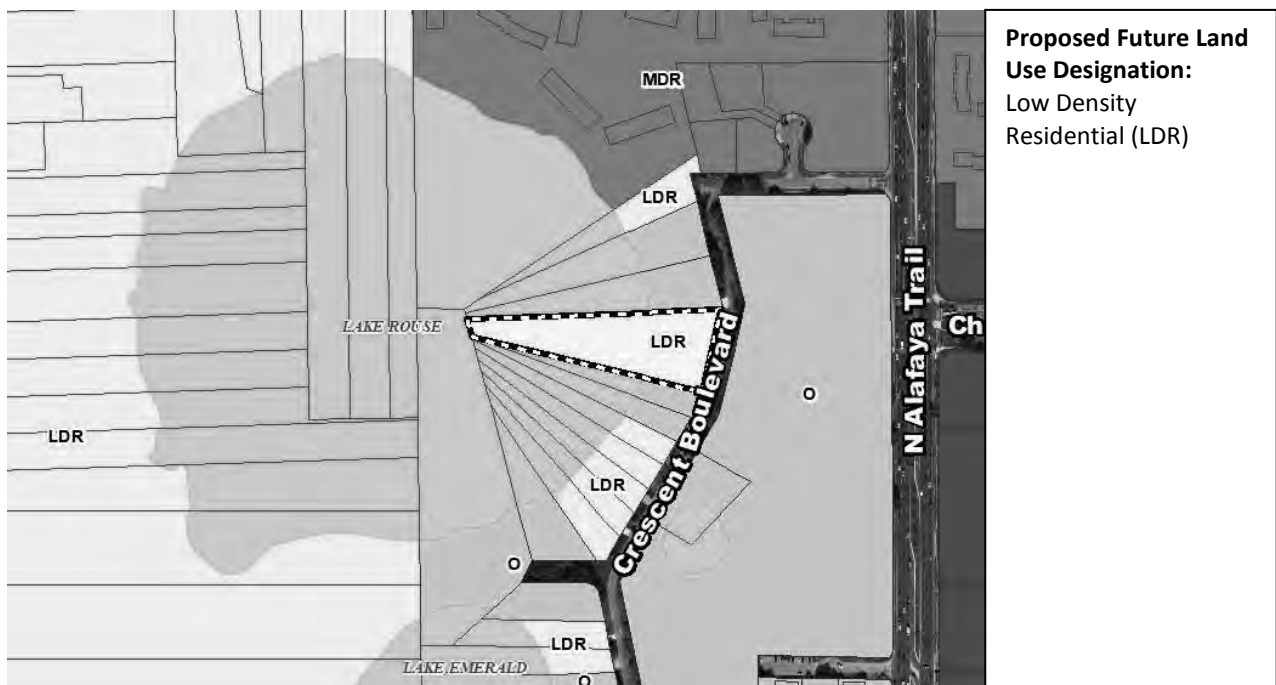 Proposed Future Land
Use Designation:
Low Density
Residential (LDR)
MDR
LDR
LAKE ROUSE
LDR
Crescent Boulevard
N Alafaya Trail
Ch
O
LDR
LDR
O
LDR
LAKE EMERALD
O